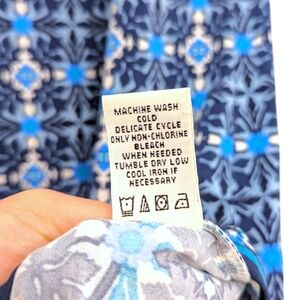 MACHINE WASH
COLD
DELICATE CYCLE
ONLY NON-CHLORINE
BLEACH
WHEN NEEDED
TUMBLE DRY LOW
COOL IRON IF
NECESSARY